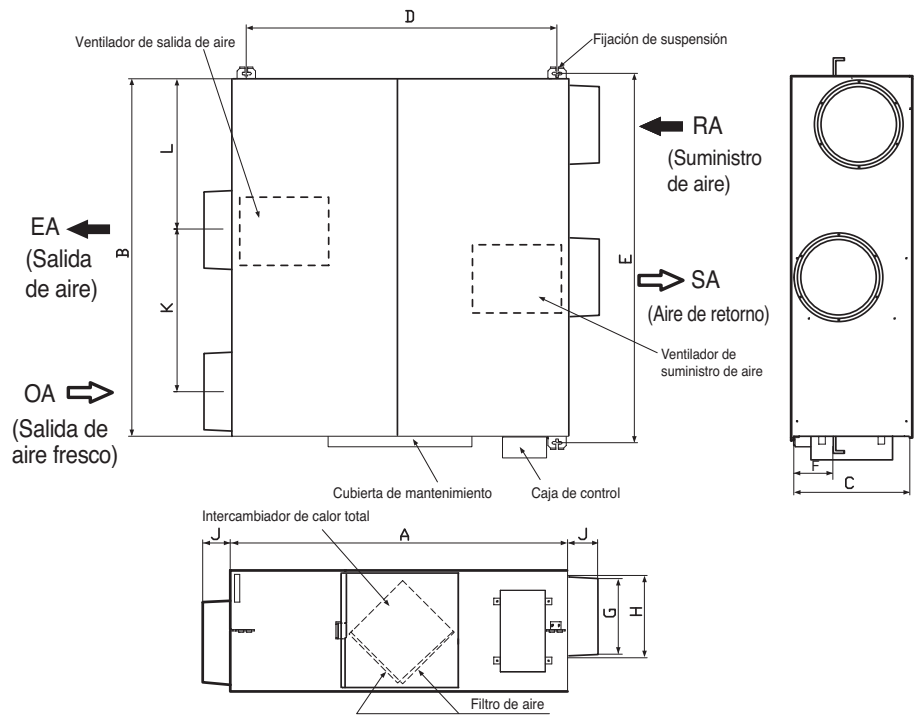 D
Ventilador de salida de aire
Fijación de suspensión
L
RA
(Suministro
de aire)
EA
(Salida
de aire)
B
E
K
SA
(Aire de retorno)
Ventilador de
suministro de aire
OA
(Salida de
aire fresco)
F
C
Cubierta de mantenimiento
Caja de control
Intercambiador de calor total
J
A
J
G
H
Filtro de aire